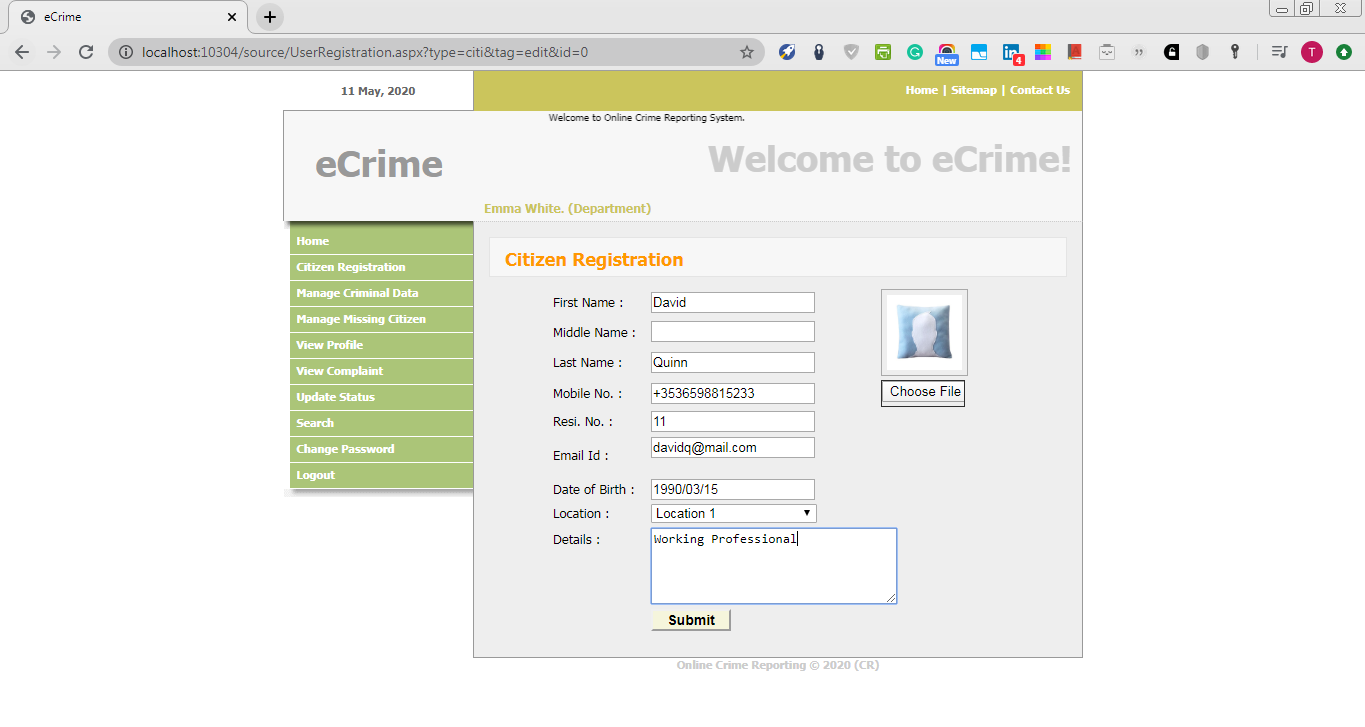 eCrime
localhost:10304/source/UserRegistration.aspx?type=citi&tag=edit&id=0
New
4
T
11 May, 2020
Home | Sitemap | Contact Us
Welcome to Online Crime Reporting System.
eCrime
Welcome to eCrime!
Emma White. (Department)
Home
Citizen Registration
Manage Criminal Data
Manage Missing Citizen
View Profile
View Complaint
Update Status
Search
Change Password
Logout
Citizen Registration
First Name : David
Middle Name :
Last Name : Quinn
Mobile No. : +3536598815233
Resi. No. : 11
Email Id : davidq@mail.com
Date of Birth : 1990/03/15
Location : Location 1
Details : Working Professional
Choose File
Submit
Online Crime Reporting © 2020 (CR)